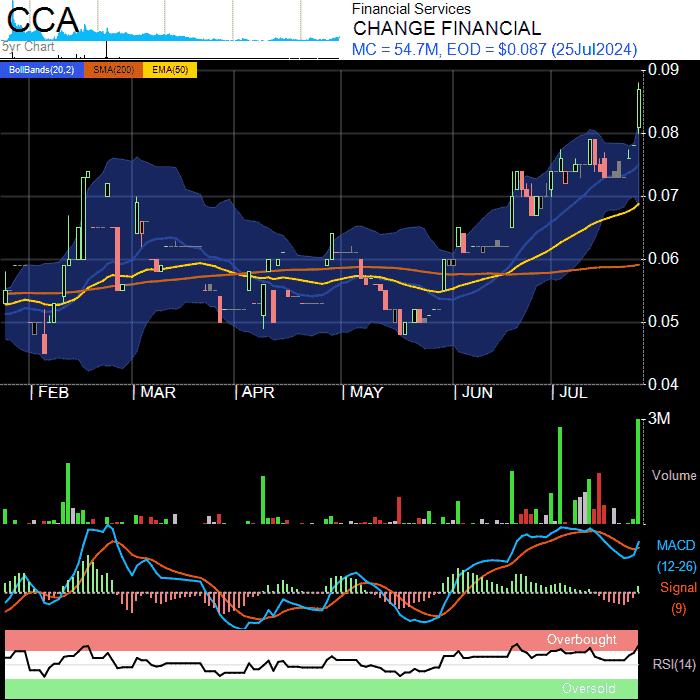 CCA
5yr Chart
Financial Services
CHANGE FINANCIAL
MC = 54.7M, EOD = $0.087 (25Jul2024)
BollBands(20,2) SMA(200) EMA(50)
0.09
0.08
0.07
0.06
0.05
0.04
FEB MAR APR MAY JUN JUL
3M
Volume
MACD
(12-26)
Signal
(9)
Overbought
RSI(14)
Oversold